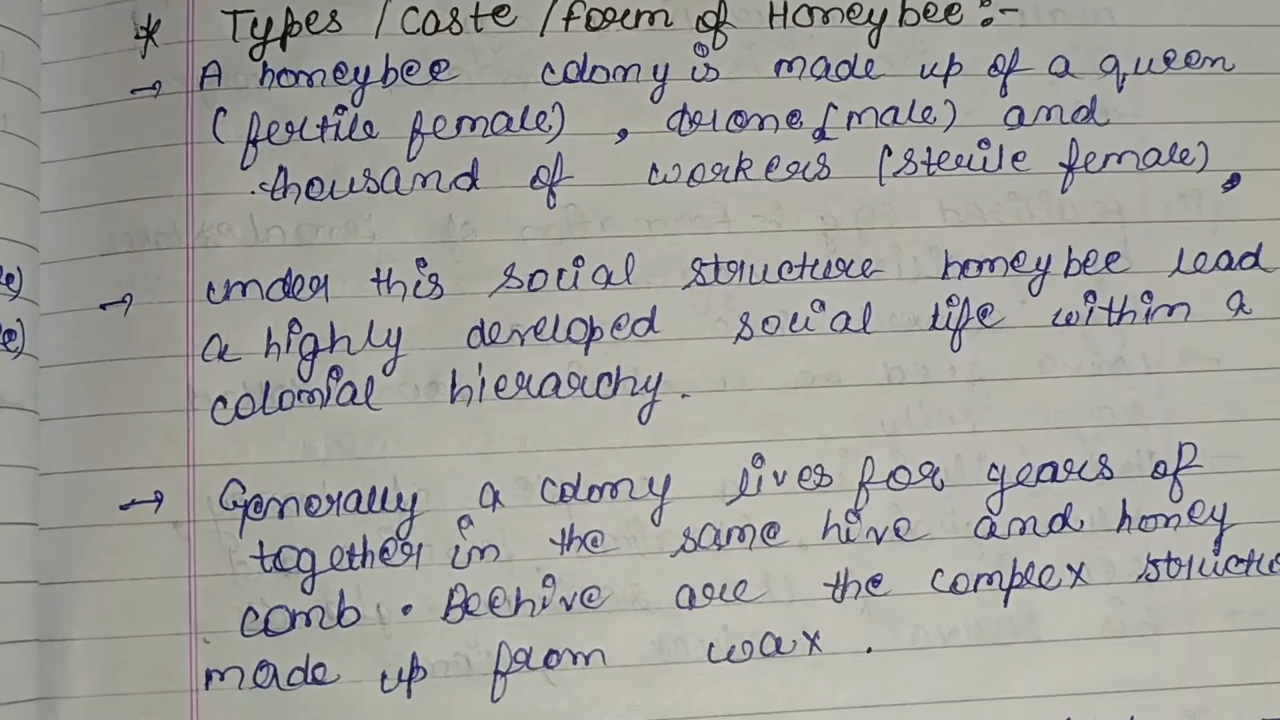 * Types / Caste / form of Honeybee :-
→ A honeybee colony is made up of a queen
(fertile female), drone (male) and
thousand of workers (sterile female),
→ under this social structure honeybee lead
a highly developed social life within a
colonial hierarchy.
→ Generally a colony lives for years of
together in the same hive and honey
comb. Beehive are the complex structu
made up from wax.